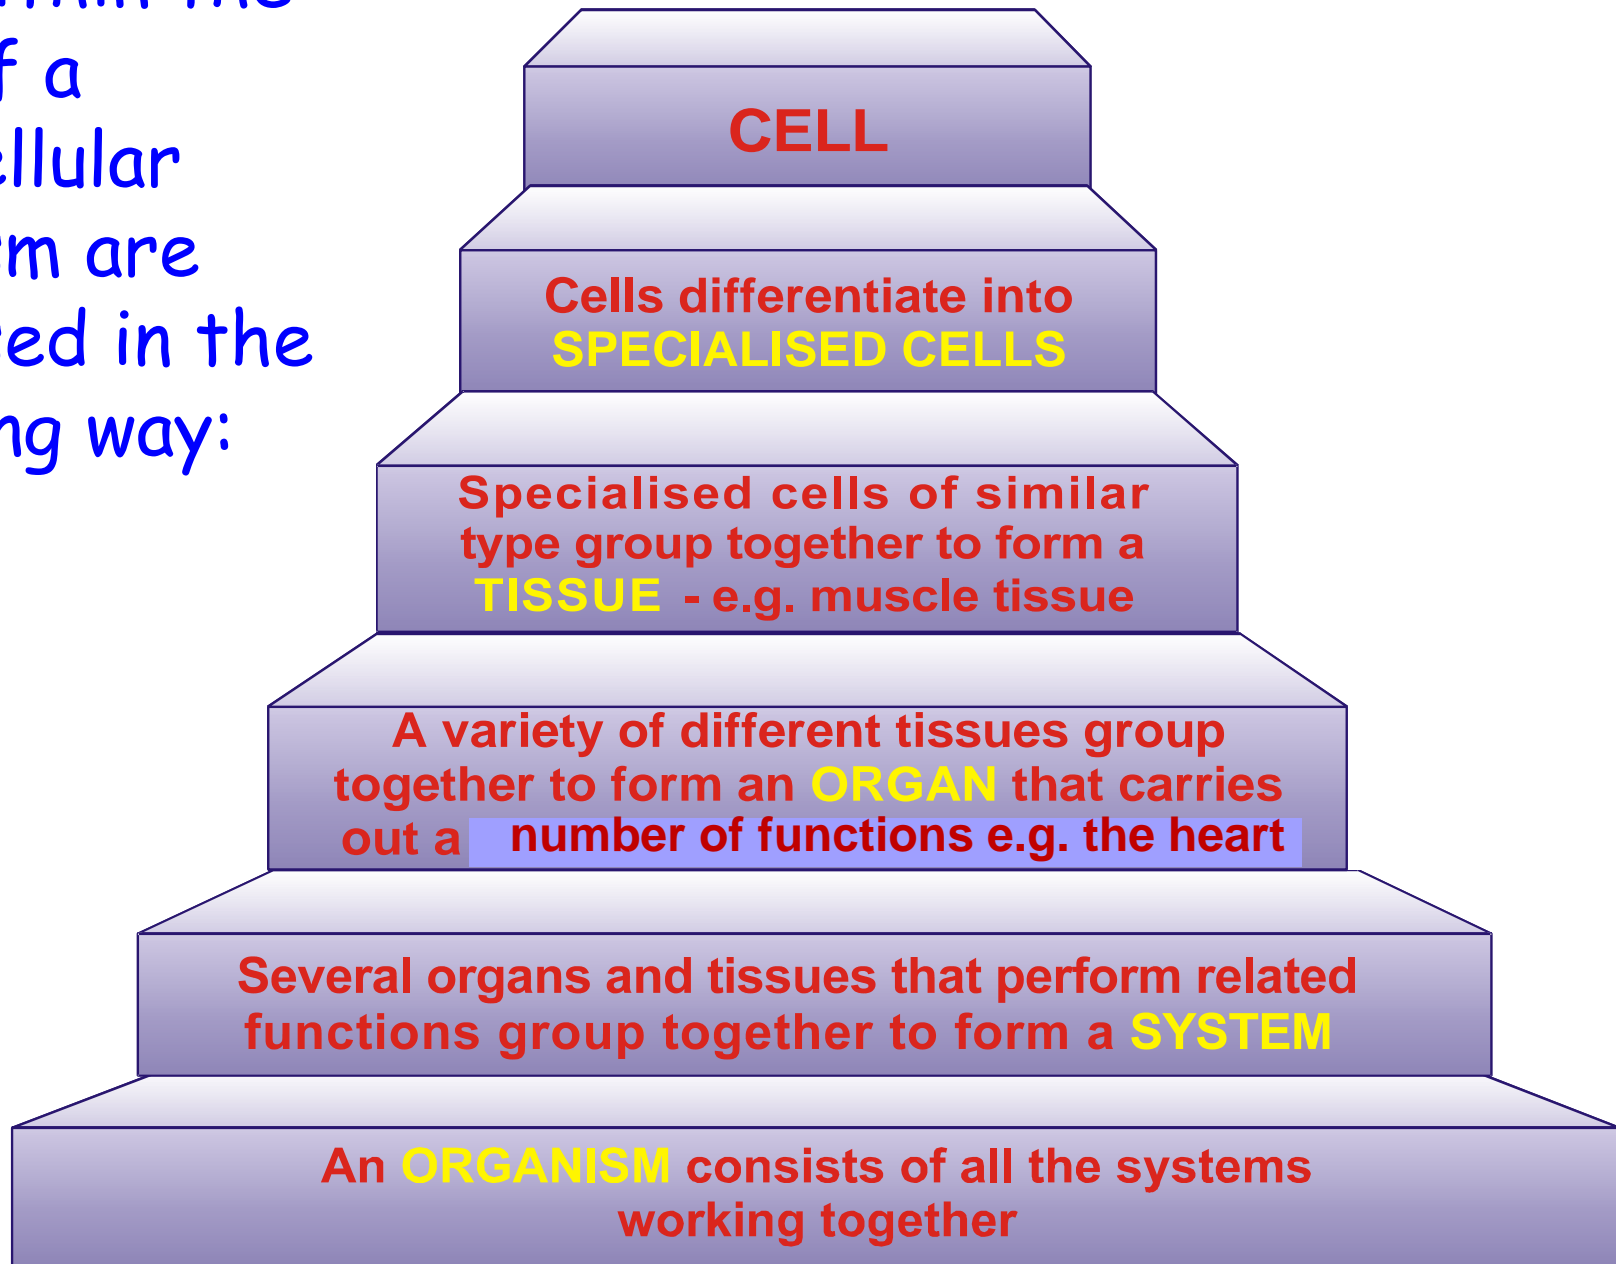 the
f a
ellular
m are
ed in the
ng way:
CELL
Cells differentiate into
SPECIALISED CELLS
Specialised cells of similar
type group together to form a
TISSUE - e.g. muscle tissue
A variety of different tissues group
together to form an ORGAN that carries
out a number of functions e.g. the heart
Several organs and tissues that perform related
functions group together to form a SYSTEM
An ORGANISM consists of all the systems
working together